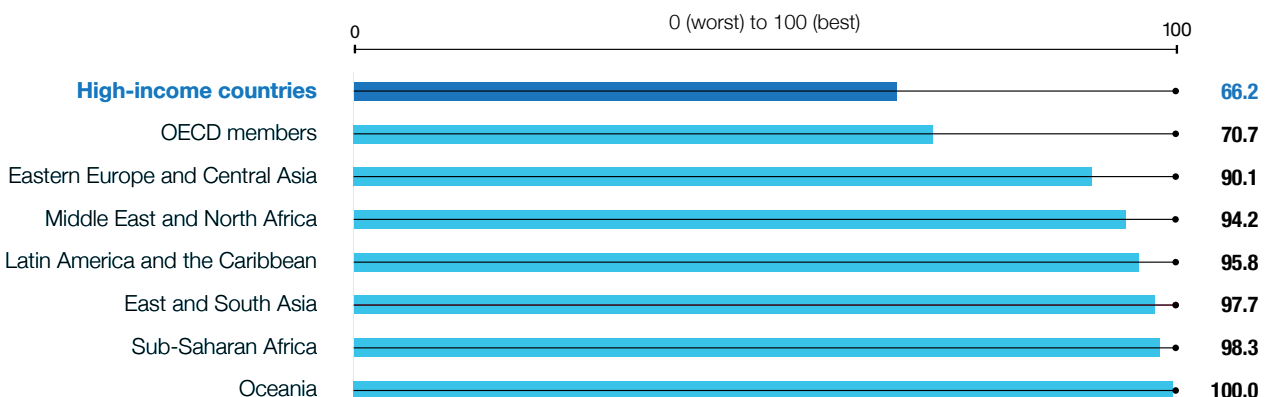 0 (worst) to 100 (best)
0 100
High-income countries 66.2
OECD members 70.7
Eastern Europe and Central Asia 90.1
Middle East and North Africa 94.2
Latin America and the Caribbean 95.8
East and South Asia 97.7
Sub-Saharan Africa 98.3
Oceania 100.0